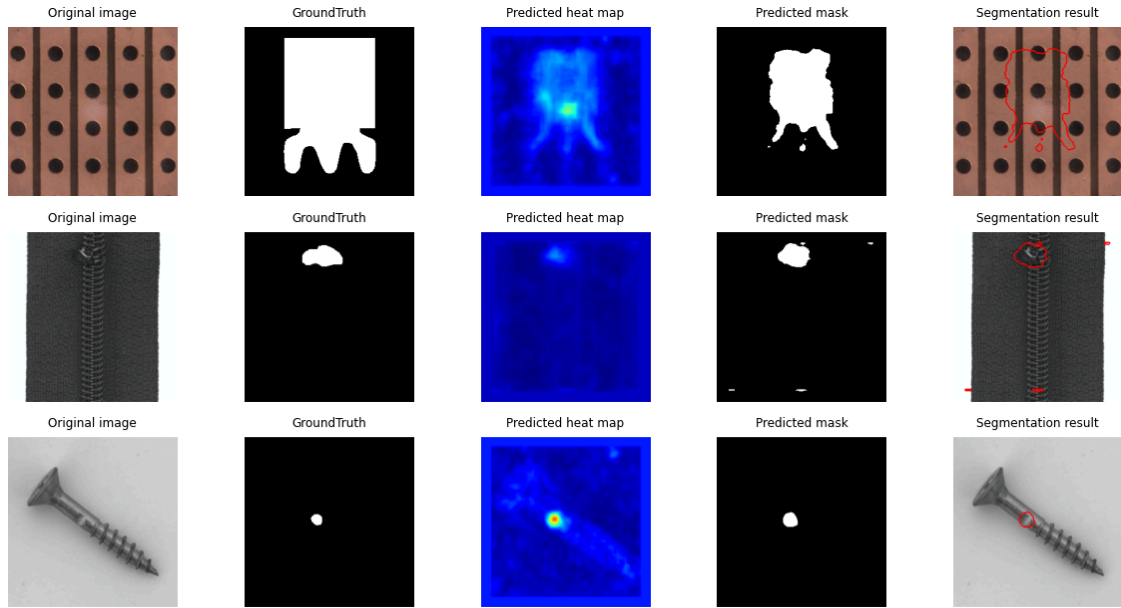 Original image
GroundTruth
Predicted heat map
Predicted mask
Segmentation result
Original image
GroundTruth
Predicted heat map
Predicted mask
Segmentation result
Original image
GroundTruth
Predicted heat map
Predicted mask
Segmentation result